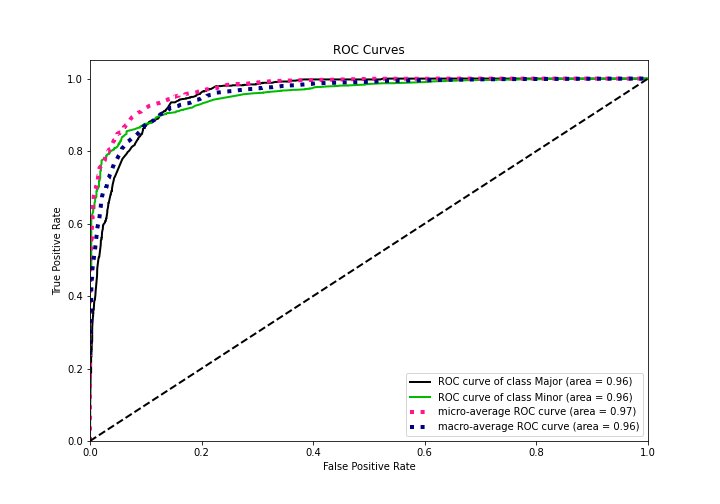 ROC Curves
True Positive Rate
1.0
0.8
0.6
0.4
0.2
0.0
ROC curve of class Major (area = 0.96)
ROC curve of class Minor (area = 0.96)
micro-average ROC curve (area = 0.97)
macro-average ROC curve (area = 0.96)
0.0 0.2 0.4 0.6 0.8 1.0
False Positive Rate